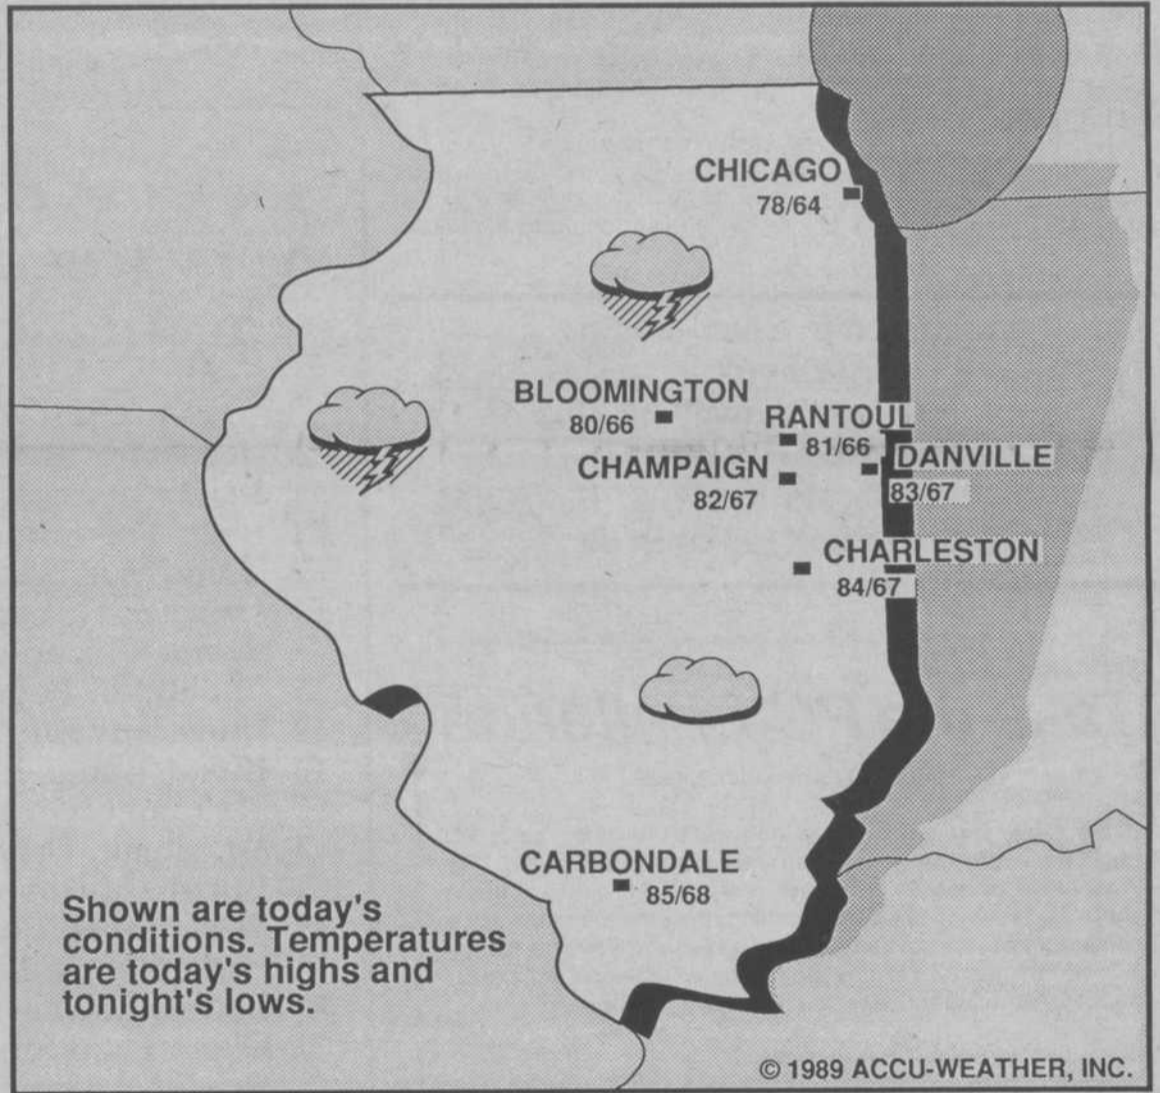 CHICAGO
78/64
BLOOMINGTON
80/66
RANTOUL
81/66
DANVILLE
83/67
CHAMPAIGN
82/67
CHARLESTON
84/67
CARBONDALE
85/68
Shown are today's
conditions. Temperatures
are today's highs and
tonight's lows.
© 1989 ACCU-WEATHER, INC.